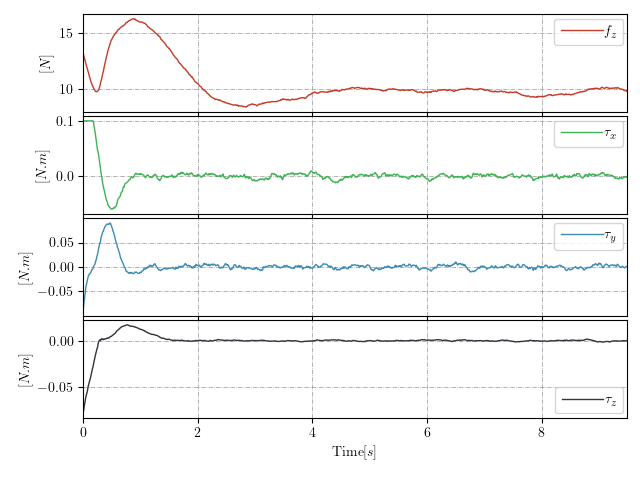 15
10
[N]
f_z
0.1
0.0
[N.m]
τ_x
0.05
0.00
−0.05
[N.m]
τ_y
0.00
−0.05
[N.m]
τ_z
0 2 4 6 8
Time[s]